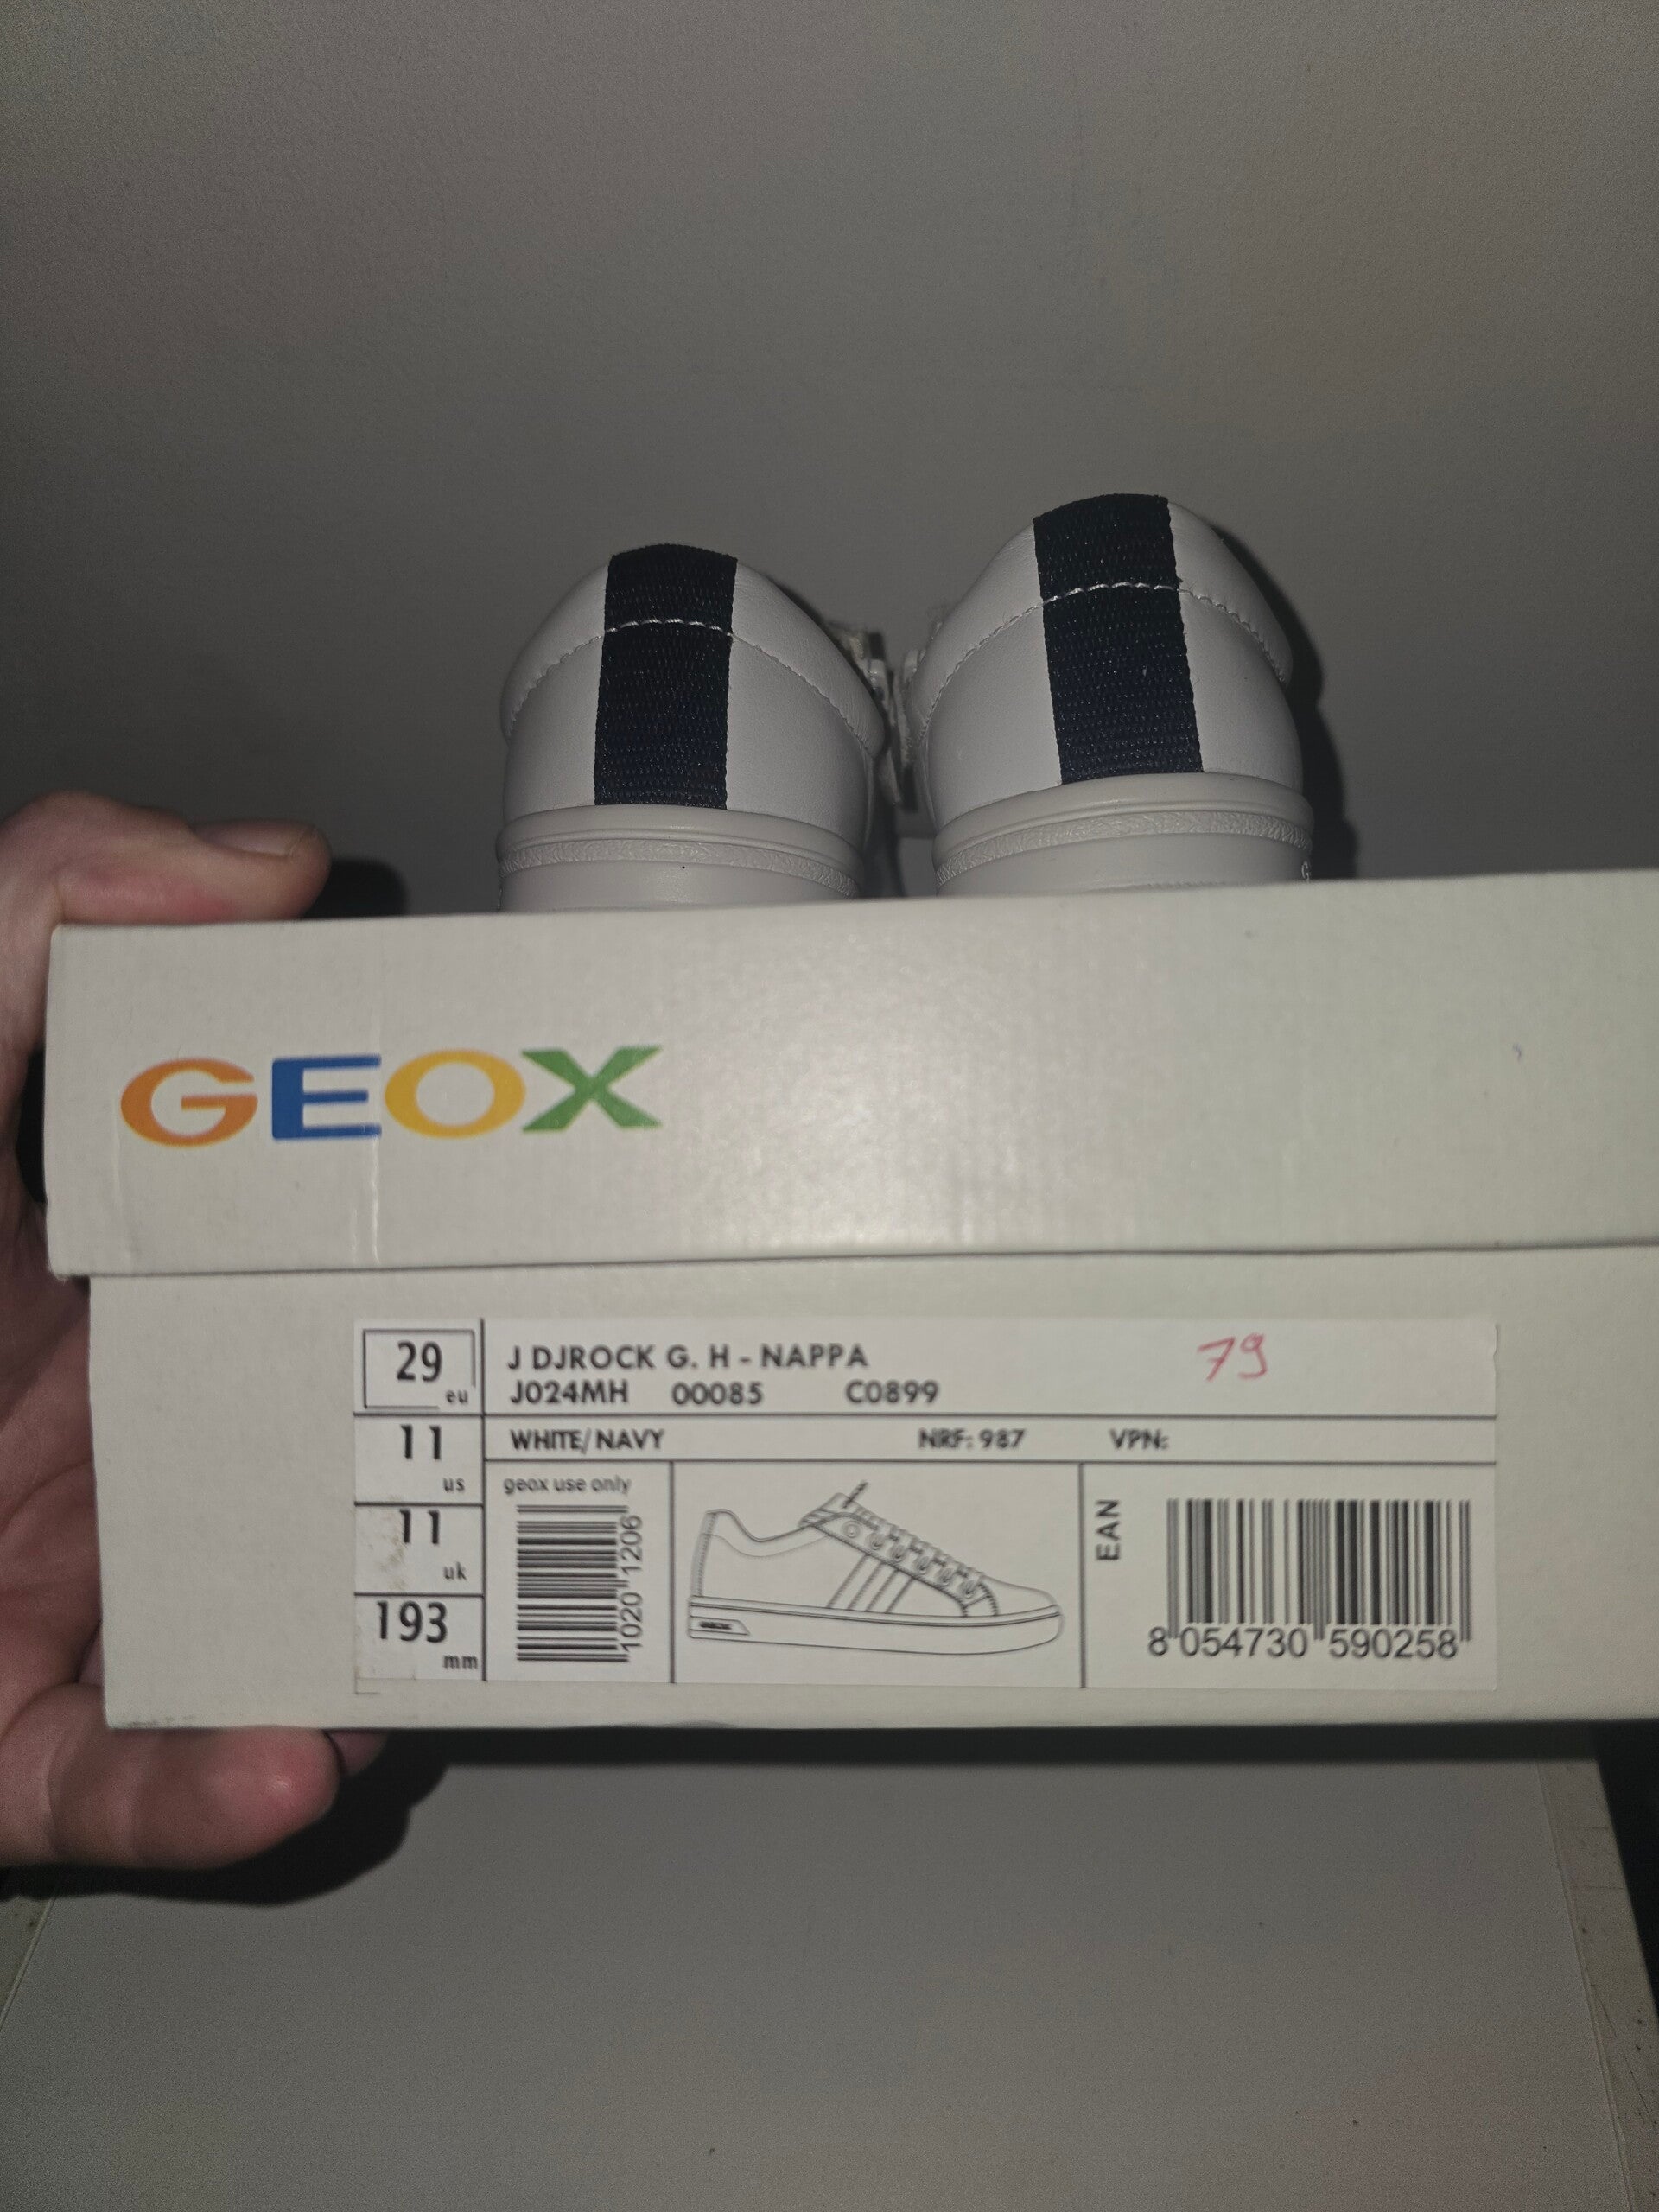 GEOX
29 eu
J DJROCK G. H - NAPPA
79
J024MH 00085 C0899
11 us
WHITE/NAVY NRF: 987 VPN:
geox use only
11 uk
193 mm
1020 1206
EAN
8 054730 590258